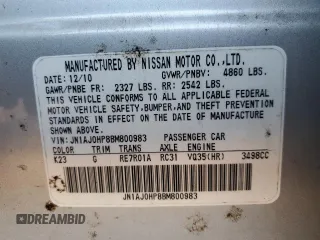 MANUFACTURED BY NISSAN MOTOR CO.,LTD.
DATE: 12/10 GVWR/PNBV: 4860 LBS.
GAWR/PNBE FR: 2327 LBS. RR: 2542 LBS.
THIS VEHICLE CONFORMS TO ALL APPLICABLE
FEDERAL MOTOR VEHICLE
SAFETY, BUMPER, AND THEFT PREVENTION
STANDARDS IN EFFECT ON THE DATE OF MANUFACTURE
SHOWN ABOVE.
VIN: JN1AJ0HP8BM800983 PASSENGER CAR
COLOR TRIM TRANS AXLE ENGINE
K23 G RE7R01A RC31 VQ35(HR) 3498CC
JN1AJ0HP8BM800983
DREAMBID